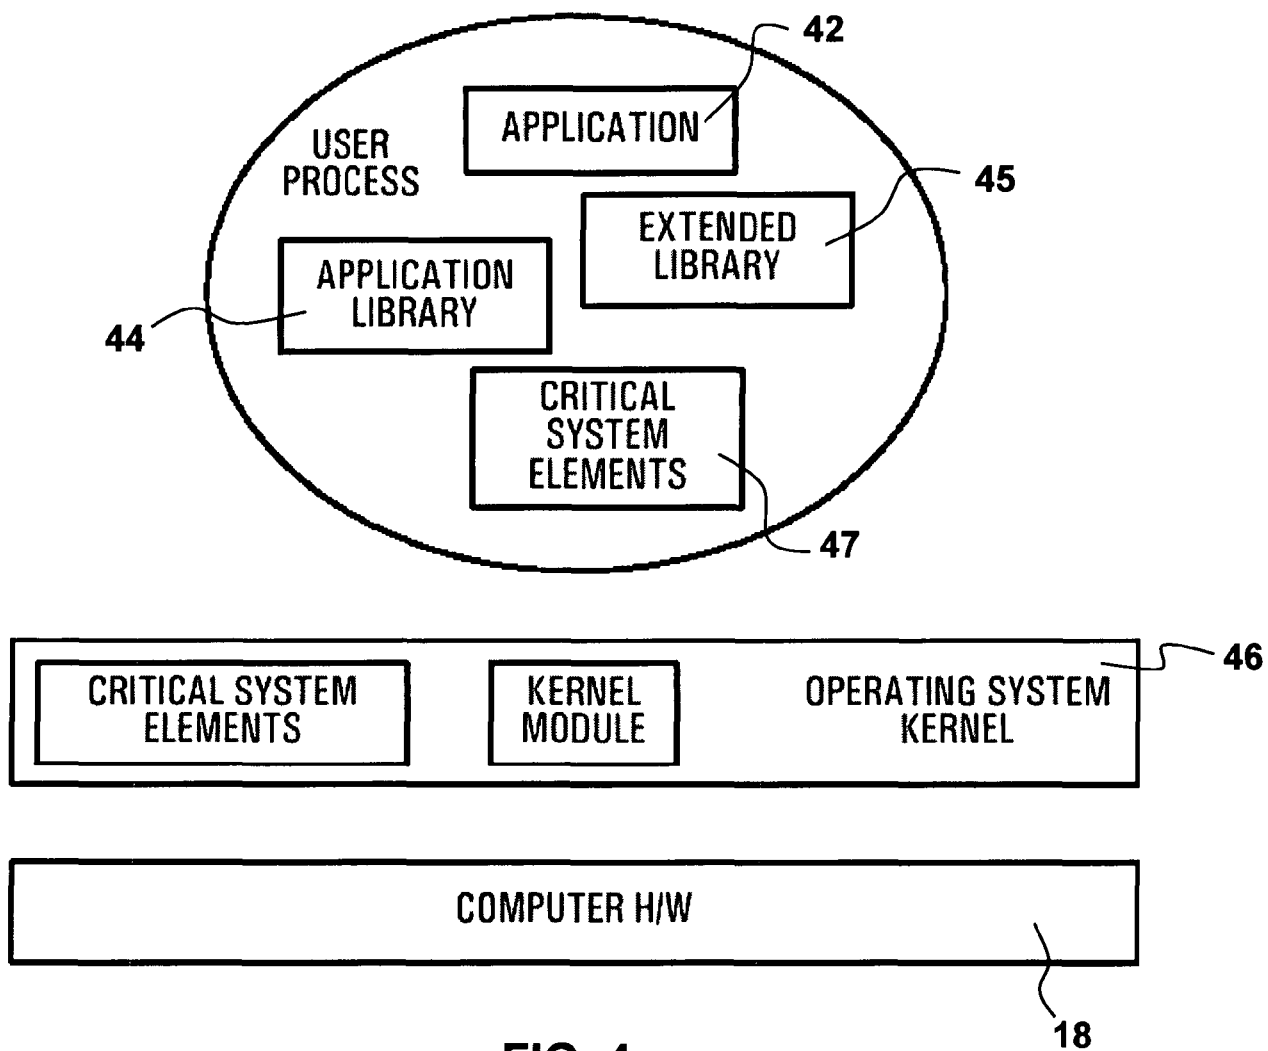 42
APPLICATION
USER
PROCESS
45
EXTENDED
LIBRARY
APPLICATION
LIBRARY
44
CRITICAL
SYSTEM
ELEMENTS
47
46
CRITICAL SYSTEM
ELEMENTS
KERNEL
MODULE
OPERATING SYSTEM
KERNEL
COMPUTER H/W
18